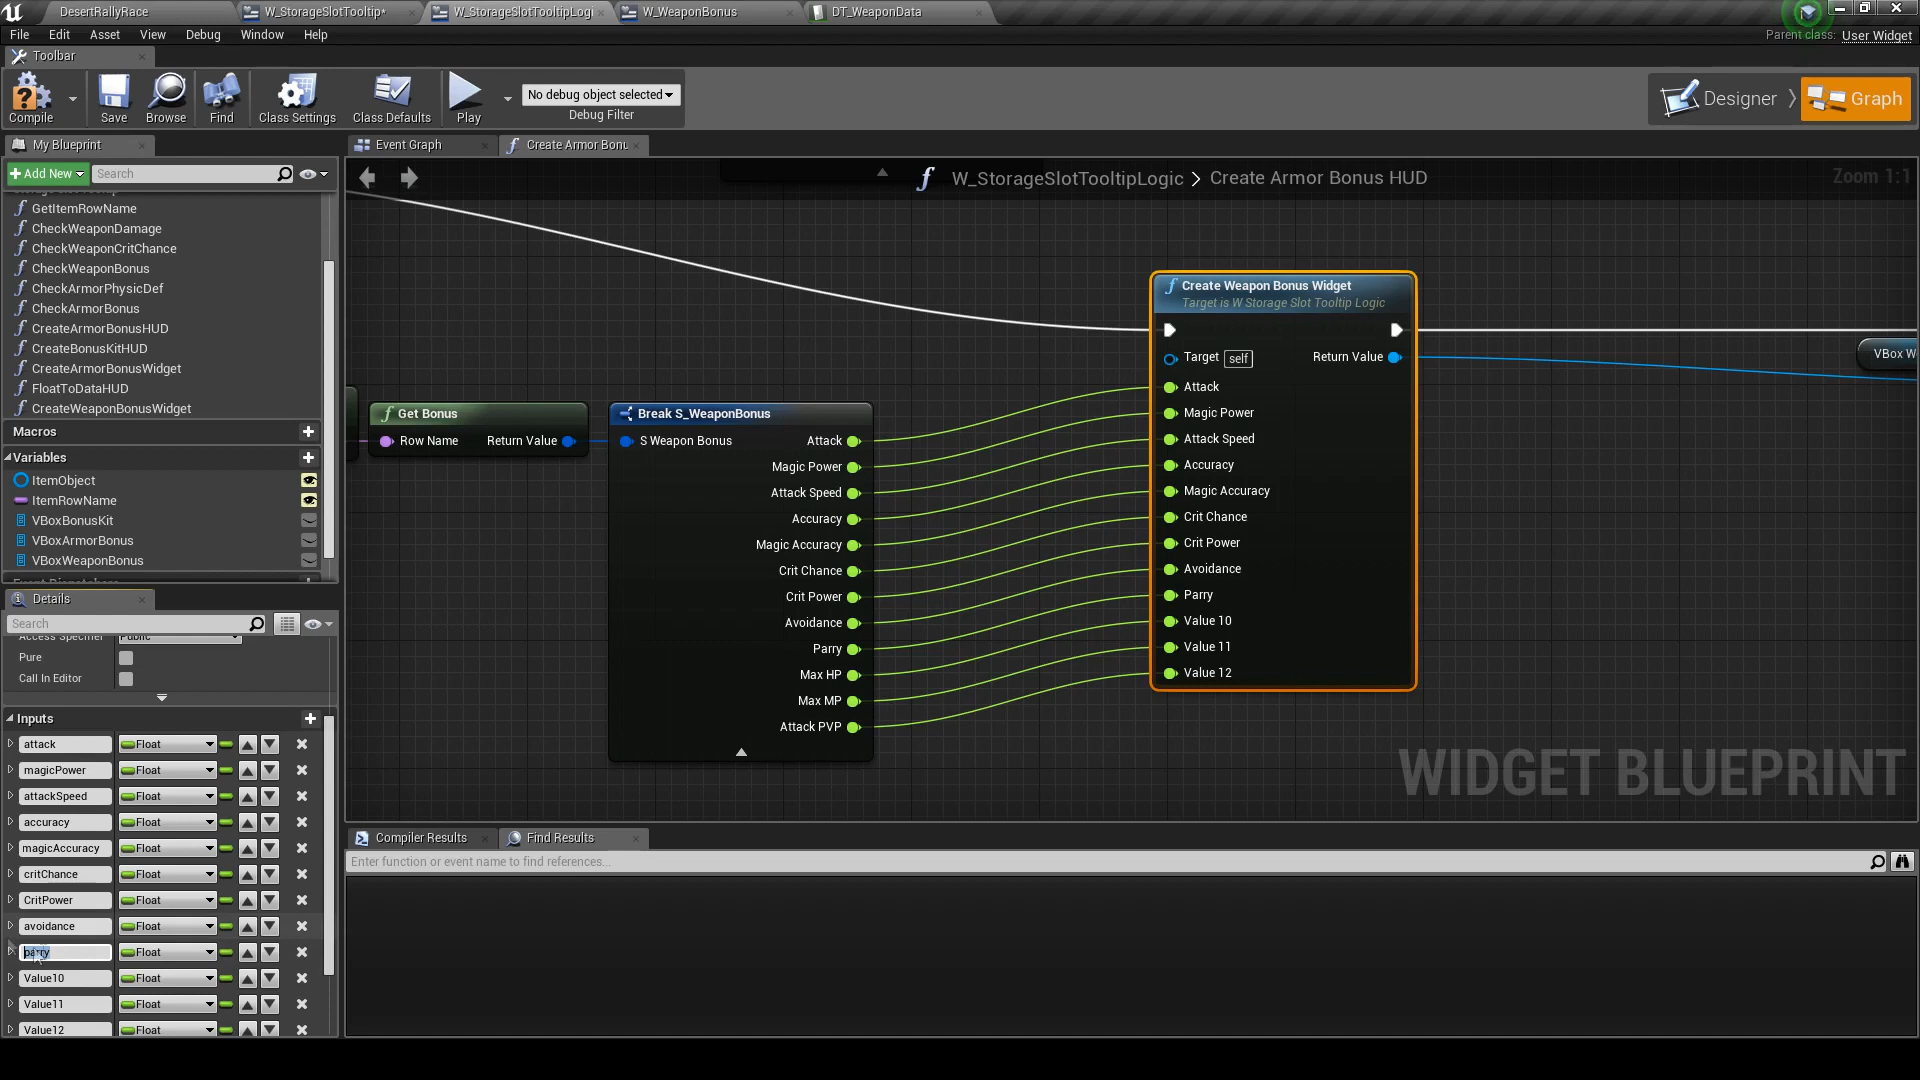 DesertRallyRace
W_StorageSlotTooltip*
W_StorageSlotTooltipLogi
W_WeaponBonus
DT_WeaponData
File
Edit
Asset
View
Debug
Window
Help
Parent class:
User Widget
Toolbar
Compile
Save
Browse
Find
Class Settings
Class Defaults
Play
No debug object selected
Debug Filter
Designer
Graph
My Blueprint
Event Graph
Create Armor Bonu
Add New
Search
W_StorageSlotTooltipLogic > Create Armor Bonus HUD
Zoom 1:1
GetItemRowName
CheckWeaponDamage
CheckWeaponCritChance
CheckWeaponBonus
CheckArmorPhysicDef
CheckArmorBonus
CreateArmorBonusHUD
CreateBonusKitHUD
CreateArmorBonusWidget
FloatToDataHUD
CreateWeaponBonusWidget
Macros
Variables
ItemObject
ItemRowName
VBoxBonusKit
VBoxArmorBonus
VBoxWeaponBonus
Get Bonus
Row Name
Return Value
Break S_WeaponBonus
S Weapon Bonus
Attack
Magic Power
Attack Speed
Accuracy
Magic Accuracy
Crit Chance
Crit Power
Avoidance
Parry
Max HP
Max MP
Attack PVP
Create Weapon Bonus Widget
Target is W Storage Slot Tooltip Logic
Target
self
Return Value
Attack
Magic Power
Attack Speed
Accuracy
Magic Accuracy
Crit Chance
Crit Power
Avoidance
Parry
Value 10
Value 11
Value 12
VBox W
WIDGET BLUEPRINT
Details
Search
Access Specifier
Public
Pure
Call In Editor
Inputs
attack
Float
magicPower
Float
attackSpeed
Float
accuracy
Float
magicAccuracy
Float
critChance
Float
CritPower
Float
avoidance
Float
parry
Float
Value10
Float
Value11
Float
Value12
Float
Compiler Results
Find Results
Enter function or event name to find references...